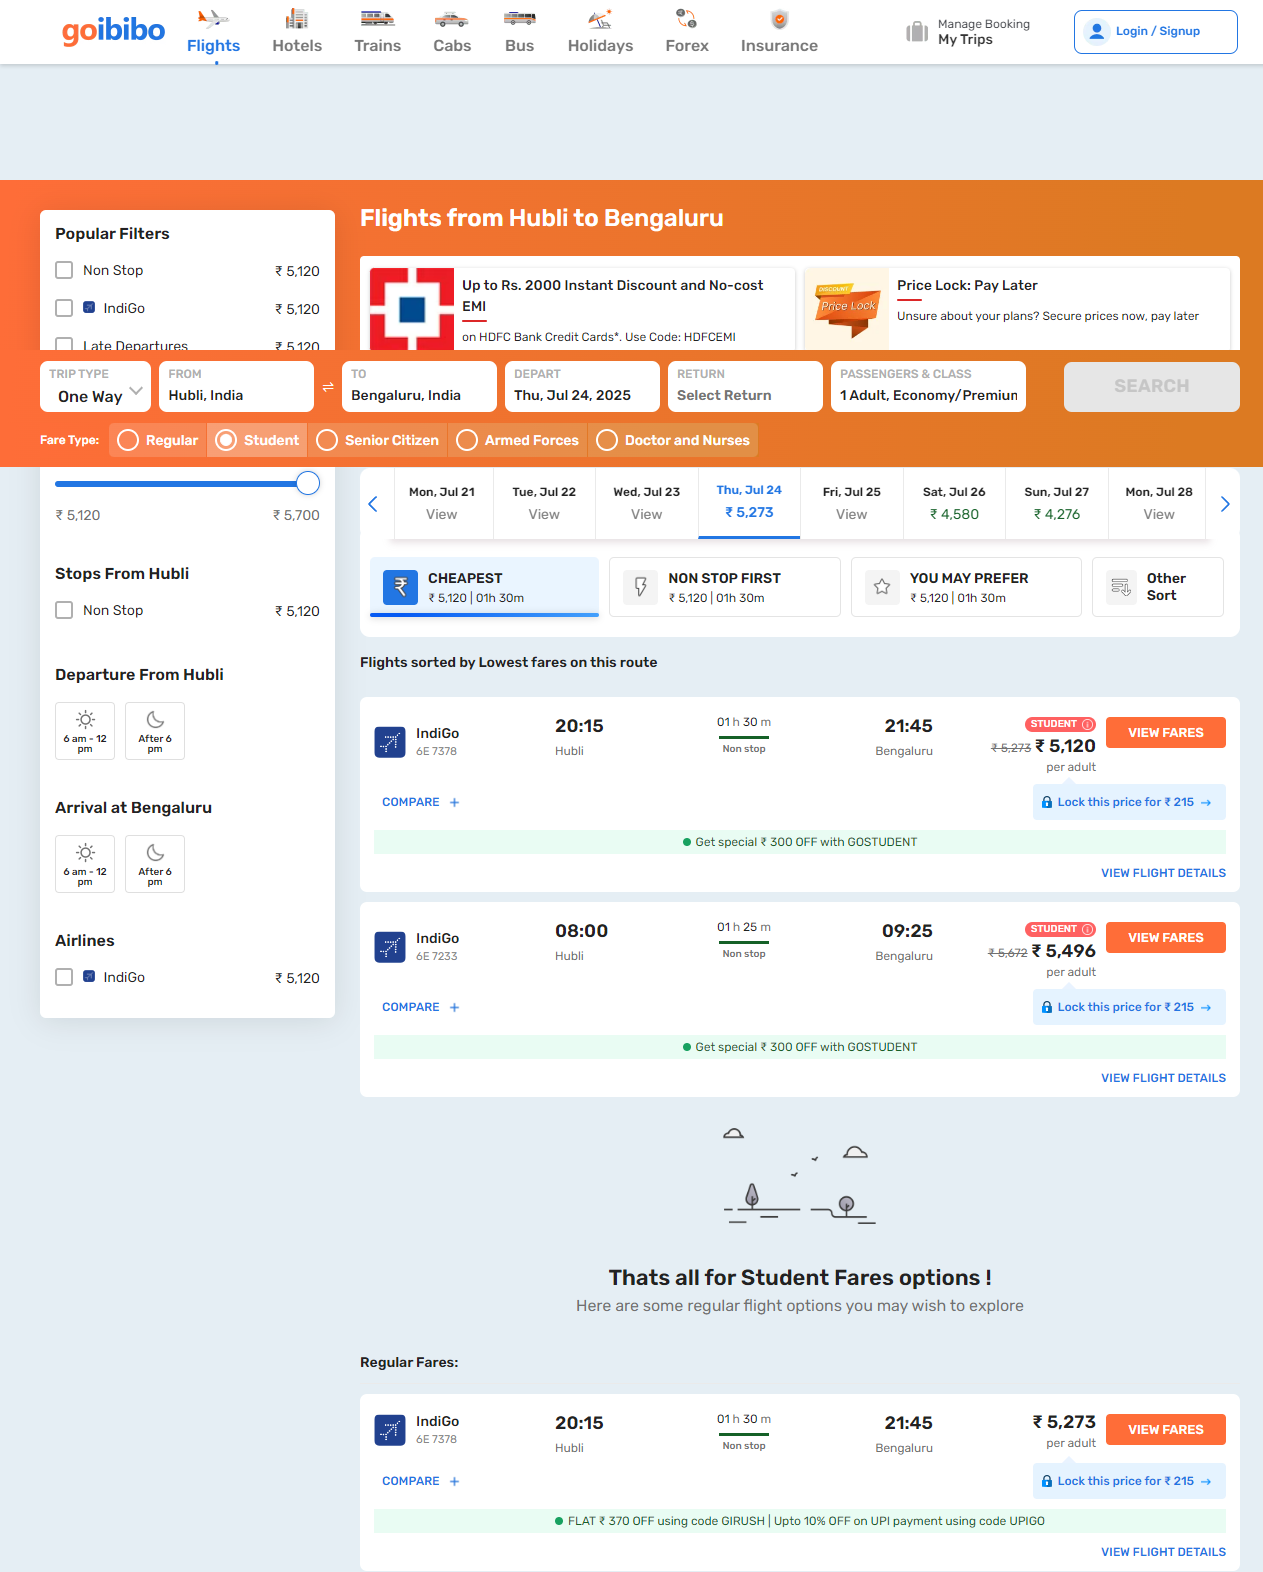 goibibo
Flights
Hotels
Trains
Cabs
Bus
Holidays
Forex
Insurance
Manage Booking
My Trips
Login / Signup
Flights from Hubli to Bengaluru
Popular Filters
Non Stop ₹ 5,120
IndiGo ₹ 5,120
Late Departures ₹ 5,120
Up to Rs. 2000 Instant Discount and No-cost
EMI
on HDFC Bank Credit Cards*. Use Code: HDFCEMI
DISCOUNT
Price Lock
Price Lock: Pay Later
Unsure about your plans? Secure prices now, pay later
TRIP TYPE
One Way
FROM
Hubli, India
TO
Bengaluru, India
DEPART
Thu, Jul 24, 2025
RETURN
Select Return
PASSENGERS & CLASS
1 Adult, Economy/Premiun
SEARCH
Fare Type: Regular Student Senior Citizen Armed Forces Doctor and Nurses
₹ 5,120 ₹ 5,700
Stops From Hubli
Non Stop ₹ 5,120
Departure From Hubli
6 am - 12
pm
After 6
pm
Arrival at Bengaluru
6 am - 12
pm
After 6
pm
Airlines
IndiGo ₹ 5,120
Mon, Jul 21
View
Tue, Jul 22
View
Wed, Jul 23
View
Thu, Jul 24
₹ 5,273
Fri, Jul 25
View
Sat, Jul 26
₹ 4,580
Sun, Jul 27
₹ 4,276
Mon, Jul 28
View
₹
CHEAPEST
₹ 5,120 | 01h 30m
NON STOP FIRST
₹ 5,120 | 01h 30m
YOU MAY PREFER
₹ 5,120 | 01h 30m
Other
Sort
Flights sorted by Lowest fares on this route
IndiGo
6E 7378
20:15
Hubli
01 h 30 m
Non stop
21:45
Bengaluru
STUDENT
₹ 5,273 ₹ 5,120
per adult
VIEW FARES
COMPARE +
Lock this price for ₹ 215 →
Get special ₹ 300 OFF with GOSTUDENT
VIEW FLIGHT DETAILS
IndiGo
6E 7233
08:00
Hubli
01 h 25 m
Non stop
09:25
Bengaluru
STUDENT
₹ 5,672 ₹ 5,496
per adult
VIEW FARES
COMPARE +
Lock this price for ₹ 215 →
Get special ₹ 300 OFF with GOSTUDENT
VIEW FLIGHT DETAILS
Thats all for Student Fares options !
Here are some regular flight options you may wish to explore
Regular Fares:
IndiGo
6E 7378
20:15
Hubli
01 h 30 m
Non stop
21:45
Bengaluru
₹ 5,273
per adult
VIEW FARES
COMPARE +
Lock this price for ₹ 215 →
FLAT ₹ 370 OFF using code GIRUSH | Upto 10% OFF on UPI payment using code UPIGO
VIEW FLIGHT DETAILS